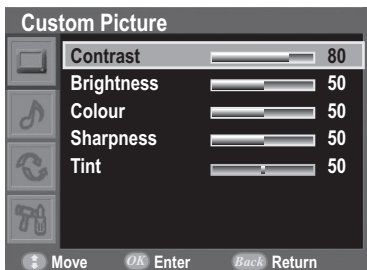 Custom Picture
Contrast 80
Brightness 50
Colour 50
Sharpness 50
Tint 50
Move OK Enter Back Return